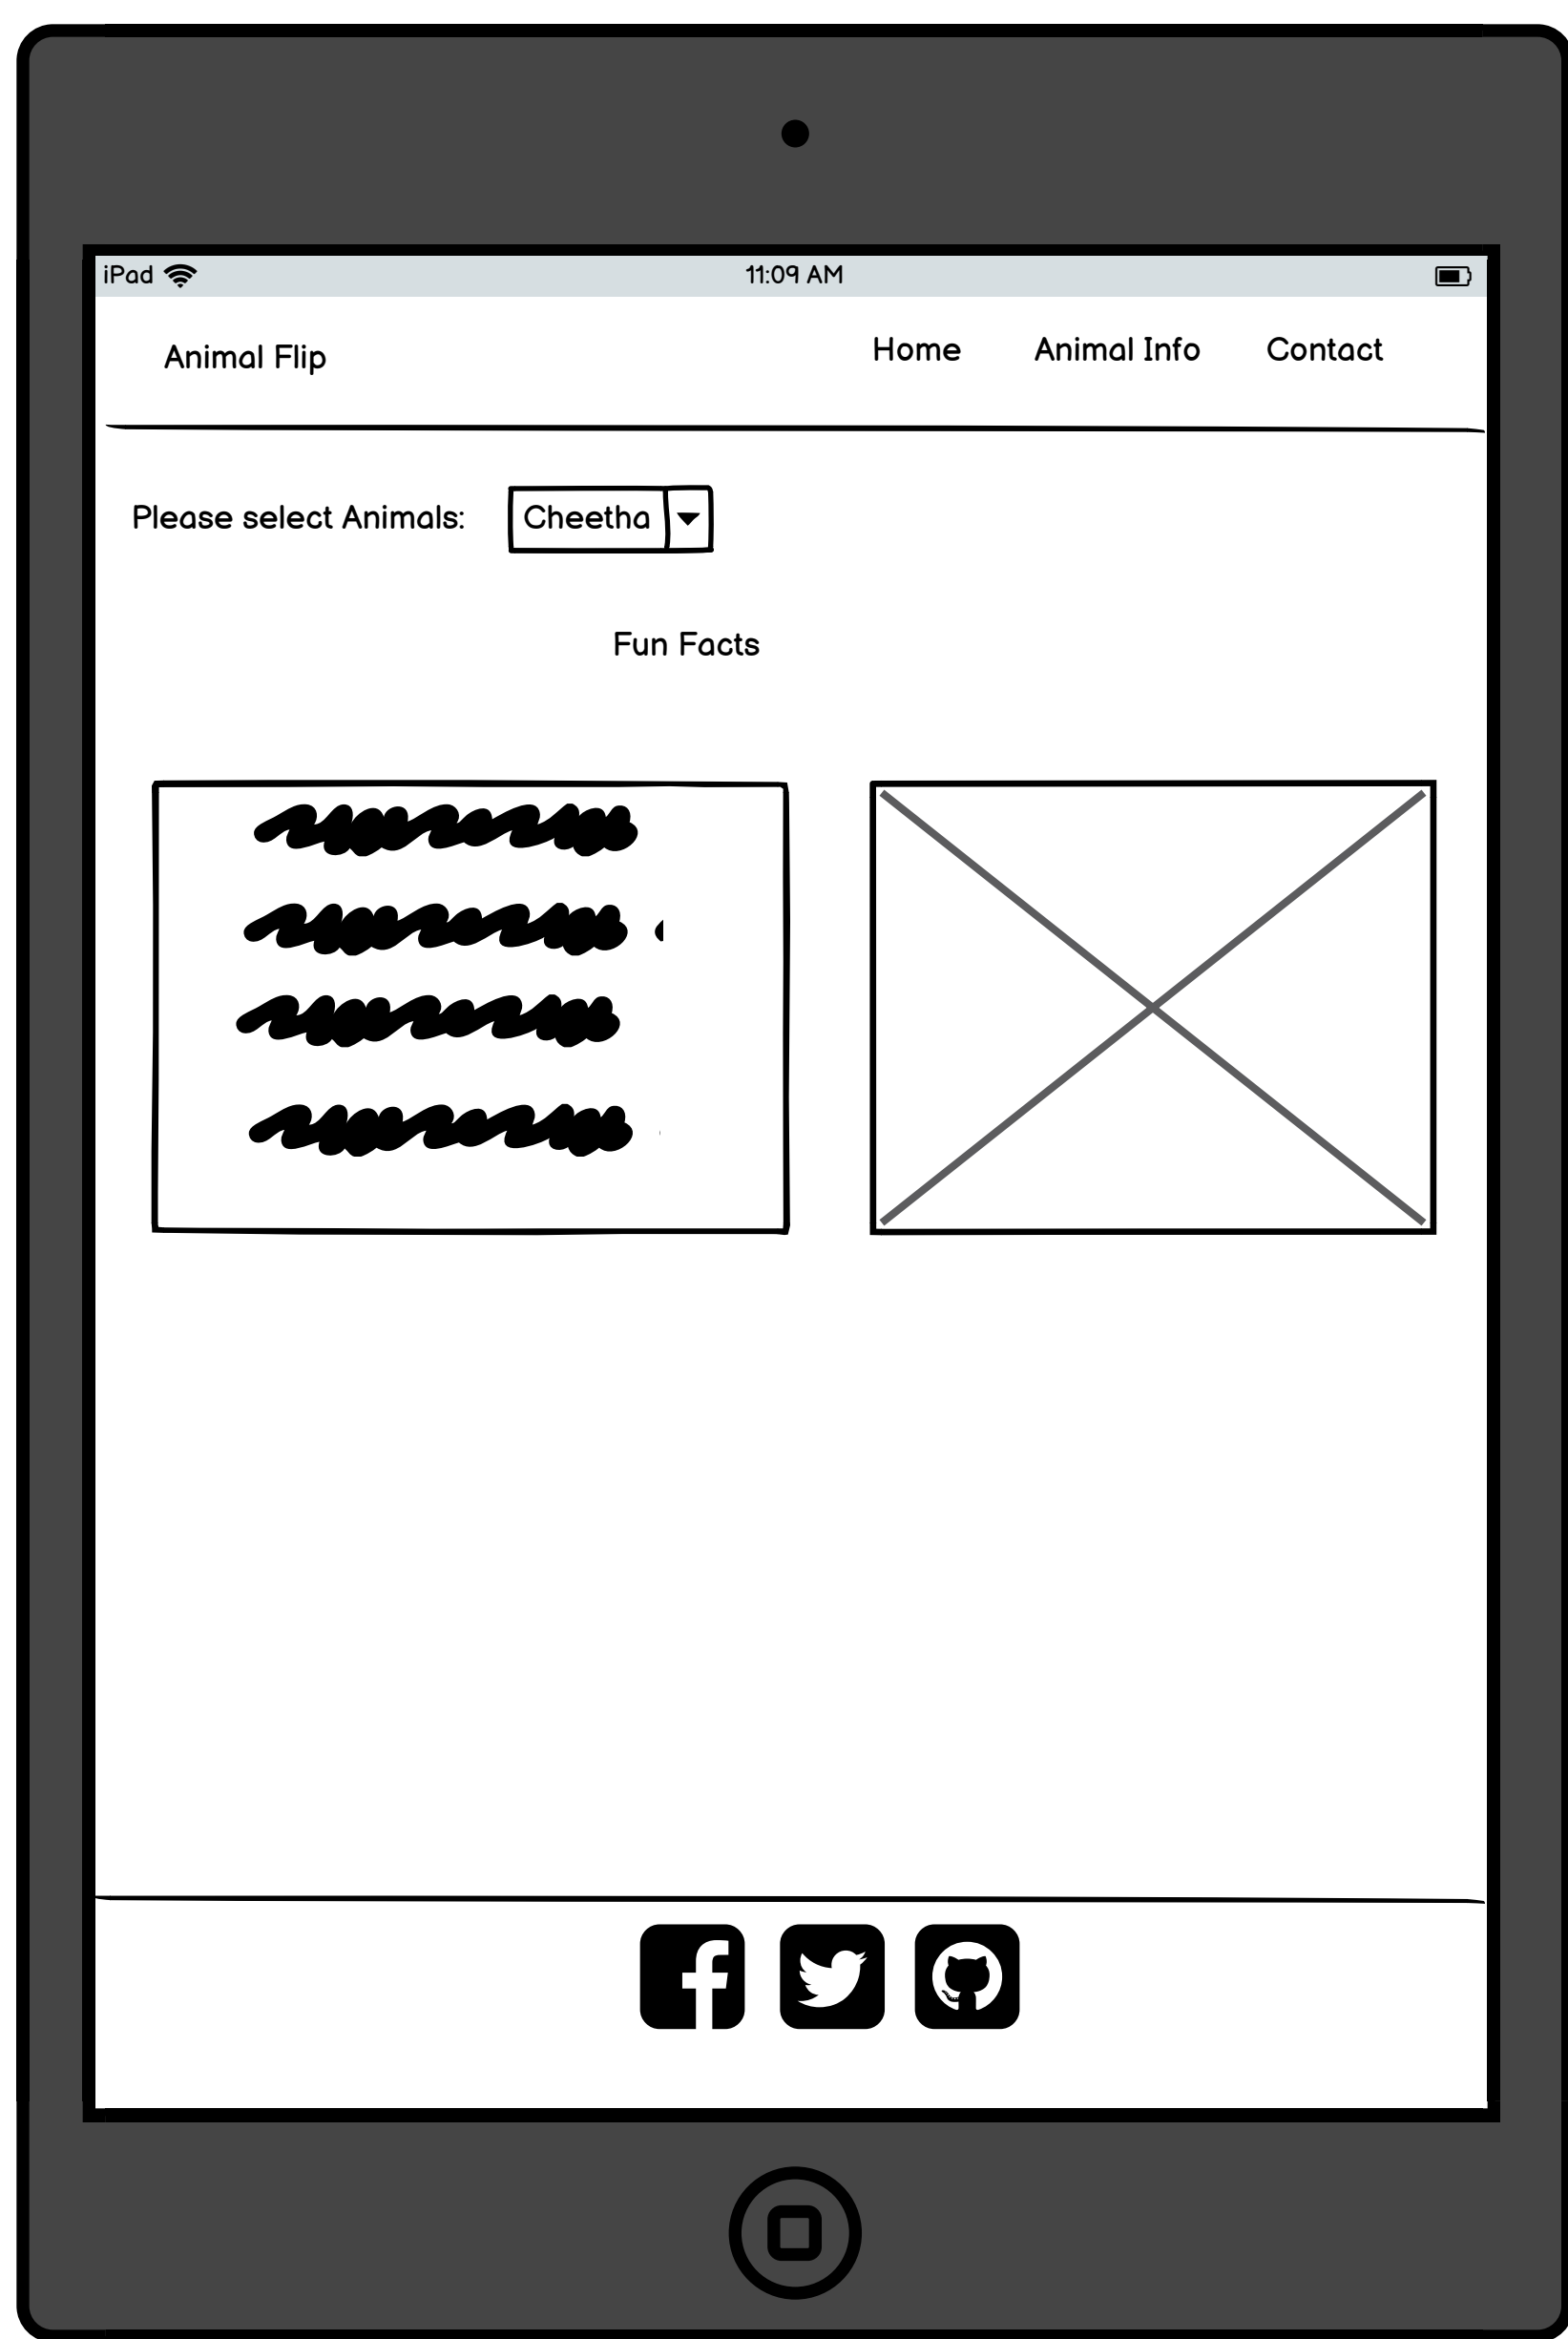 iPad 11:09 AM
Animal Flip Home Animal Info Contact
Please select Animals: Cheetha
Fun Facts